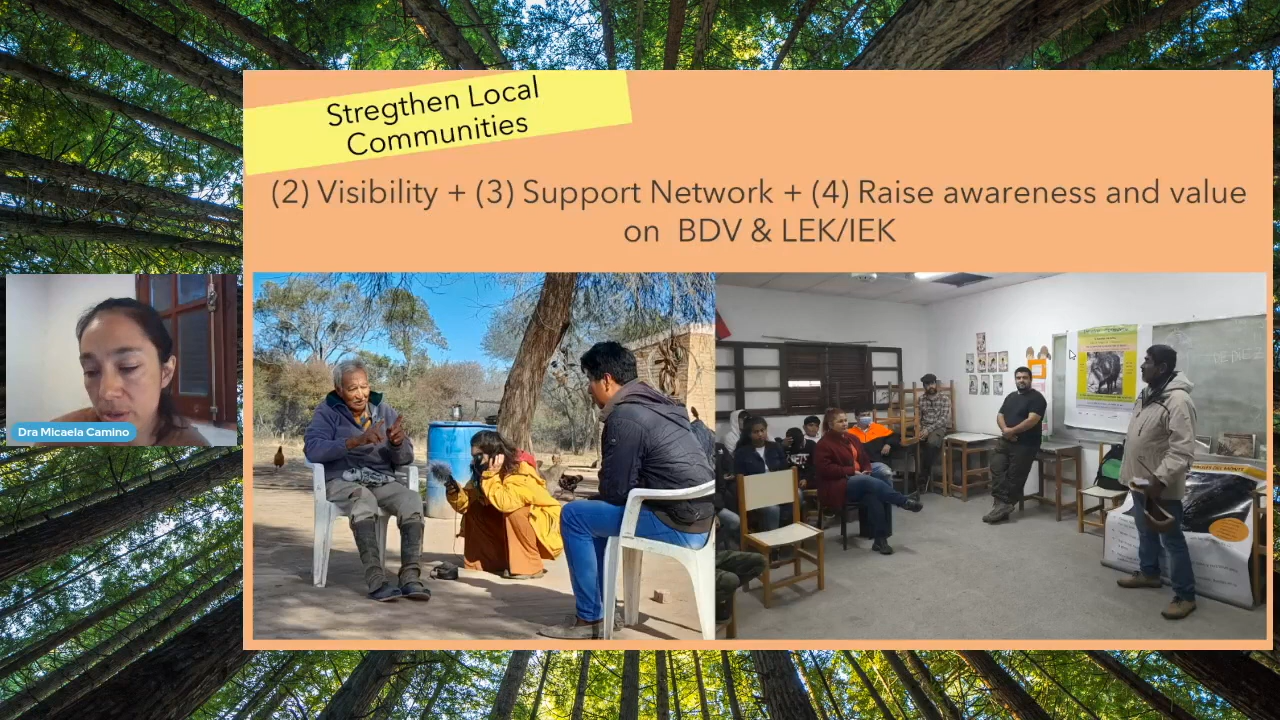 Stregthen Local
Communities
(2) Visibility + (3) Support Network + (4) Raise awareness and value
on BDV & LEK/IEK
Dra Micaela Camino